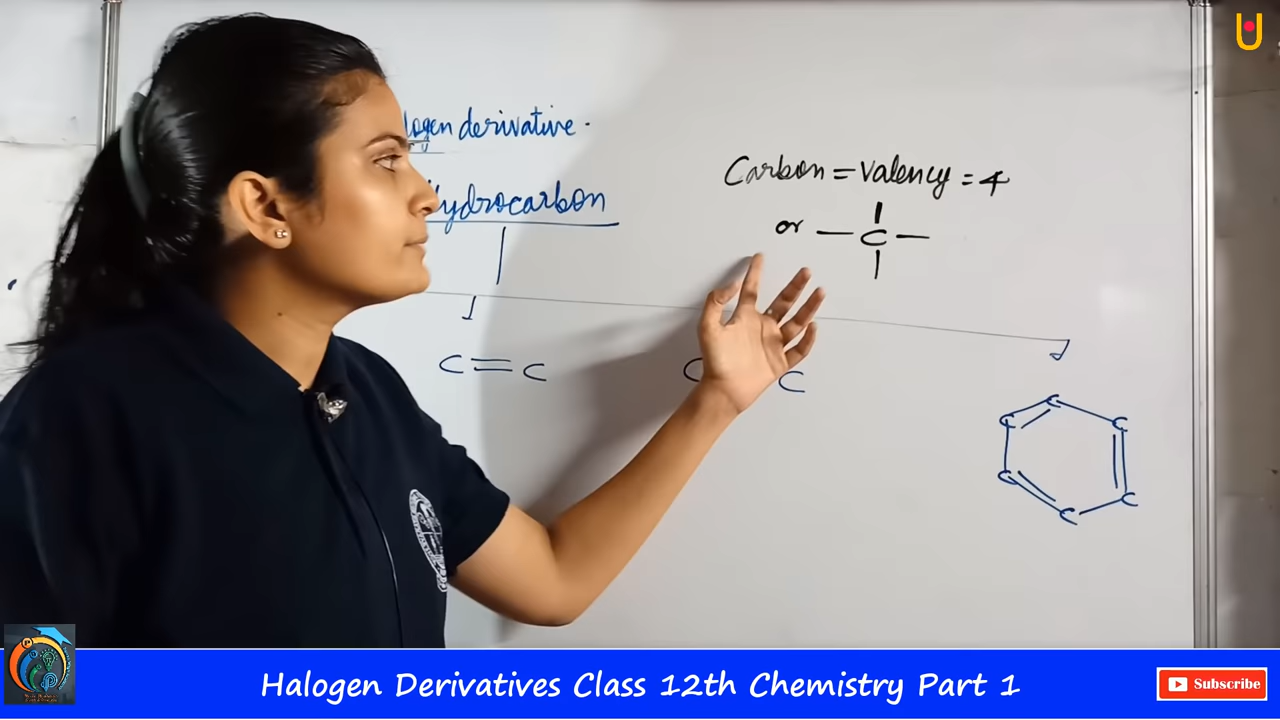 logen derivative.
Hydrocarbon
Carbon = Valency = 4
or — C —
C = C
C C
C
C C
C C
C
Halogen Derivatives Class 12th Chemistry Part 1
Subscribe